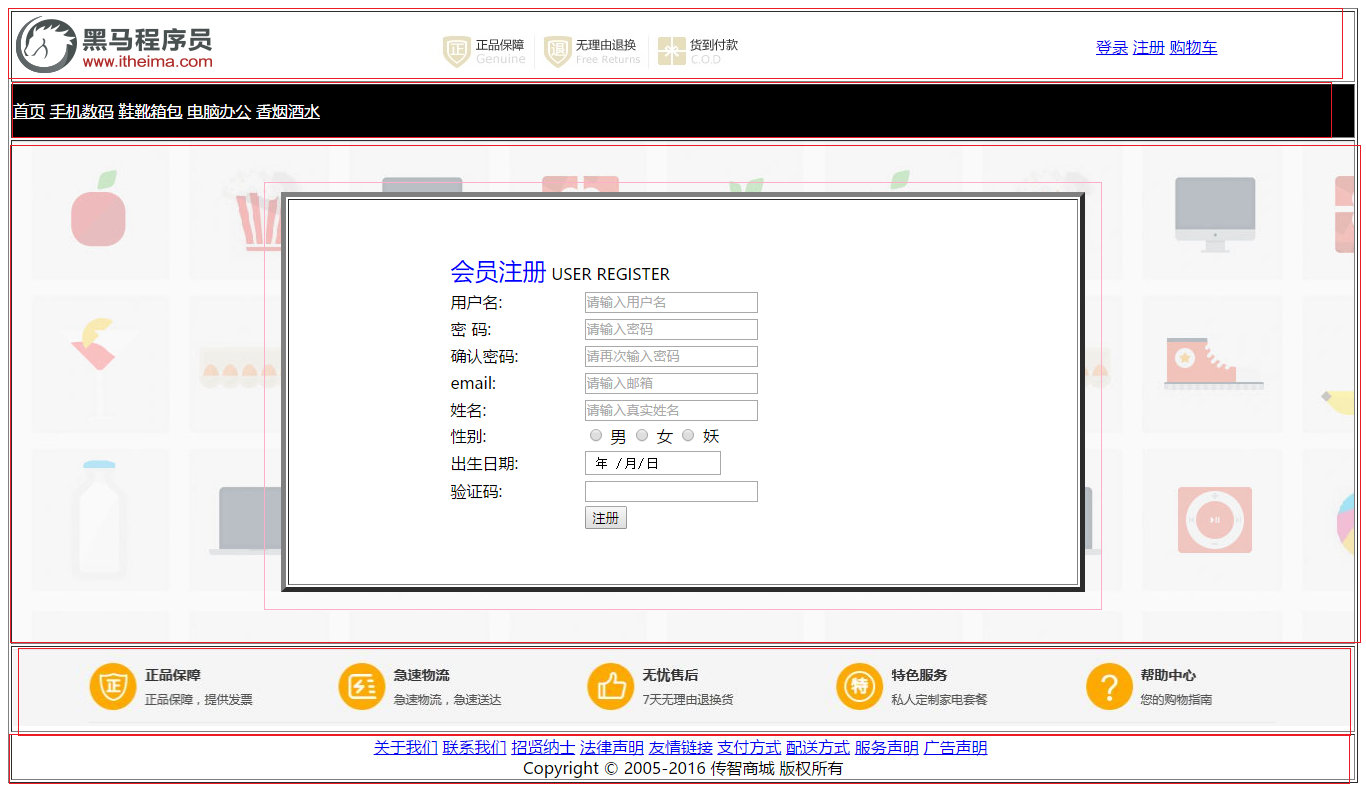 黑马程序员
www.itheima.com
正品保障
Genuine
无理由退换
Free Returns
货到付款
C.O.D
登录 注册 购物车
首页 手机数码 鞋靴箱包 电脑办公 香烟酒水
会员注册 USER REGISTER
用户名: 请输入用户名
密 码: 请输入密码
确认密码: 请再次输入密码
email: 请输入邮箱
姓名: 请输入真实姓名
性别: 男 女 妖
出生日期: 年 /月/日
验证码:
注册
正品保障
正品保障，提供发票
急速物流
急速物流，急速送达
无忧售后
7天无理由退换货
特色服务
私人定制家电套餐
帮助中心
您的购物指南
关于我们 联系我们 招贤纳士 法律声明 友情链接 支付方式 配送方式 服务声明 广告声明
Copyright © 2005-2016 传智商城 版权所有